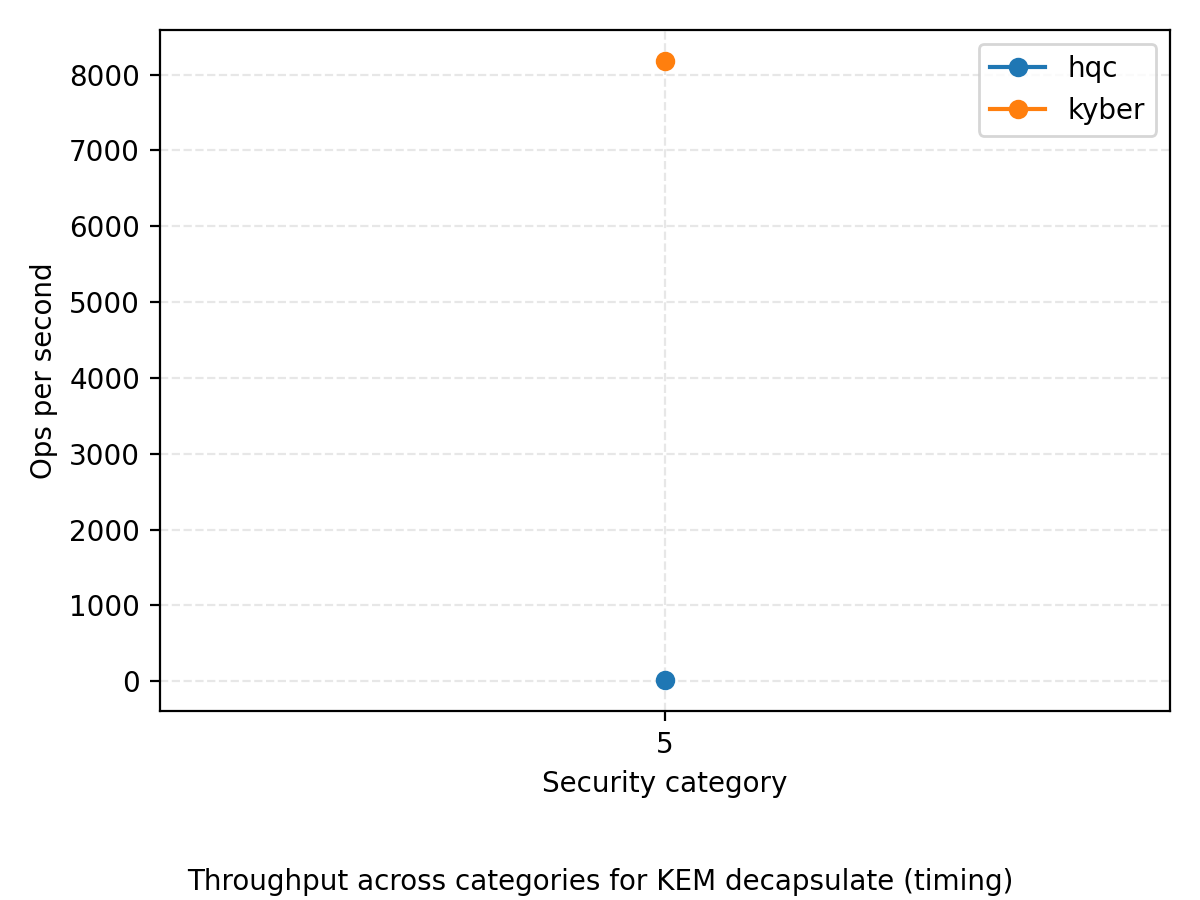 hqc
kyber
8000
7000
6000
5000
4000
3000
2000
1000
0
Ops per second
5
Security category
Throughput across categories for KEM decapsulate (timing)